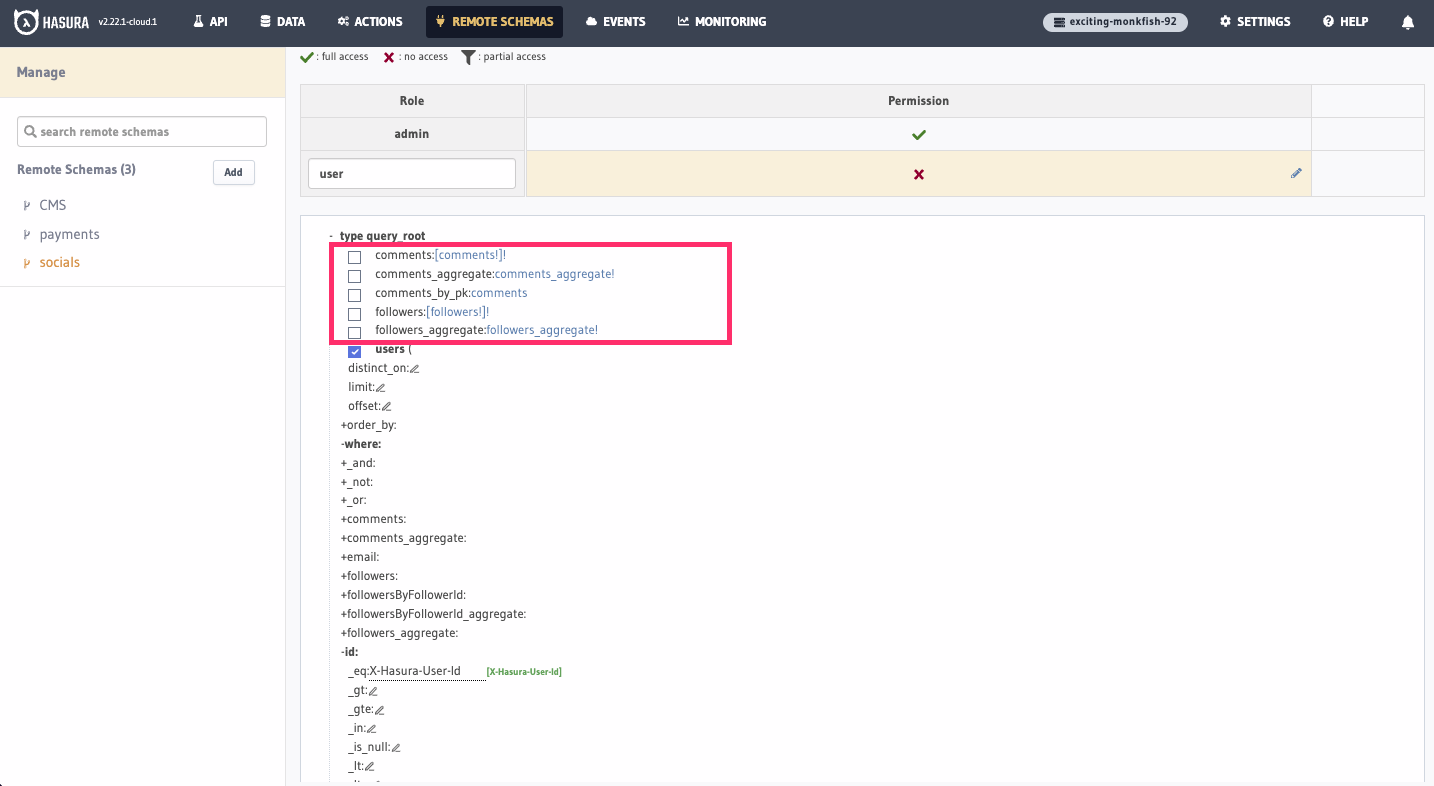 HASURA v2.22.1-cloud.1 API DATA ACTIONS REMOTE SCHEMAS EVENTS MONITORING exciting-monkfish-92 SETTINGS HELP
Manage
search remote schemas
Remote Schemas (3) Add
CMS
payments
socials
: full access : no access : partial access
Role Permission
admin
user
- type query_root
comments:[comments!]!
comments_aggregate:comments_aggregate!
comments_by_pk:comments
followers:[followers!]!
followers_aggregate:followers_aggregate!
users (
distinct_on:
limit:
offset:
+order_by:
-where:
+_and:
+_not:
+_or:
+comments:
+comments_aggregate:
+email:
+followers:
+followersByFollowerId:
+followersByFollowerId_aggregate:
+followers_aggregate:
-id:
_eq:X-Hasura-User-Id [X-Hasura-User-Id]
_gt:
_gte:
_in:
_is_null:
_lt: